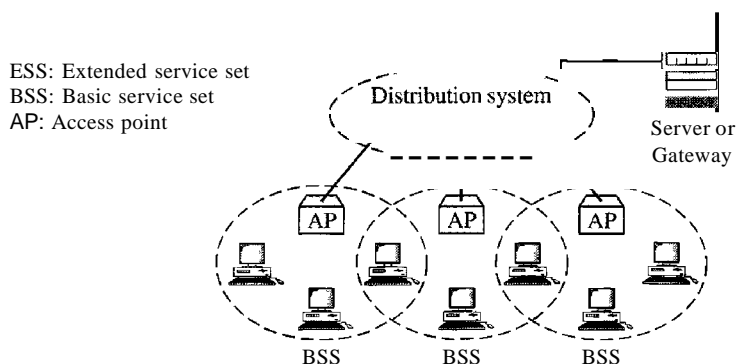 ESS: Extended service set
BSS: Basic service set
AP: Access point
Distribution system
Server or
Gateway
AP
AP
AP
BSS
BSS
BSS